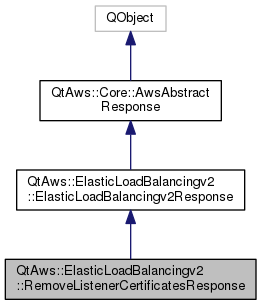 QObject
QtAws::Core::AwsAbstract
Response
QtAws::ElasticLoadBalancingv2
::ElasticLoadBalancingv2Response
QtAws::ElasticLoadBalancingv2
::RemoveListenerCertificatesResponse